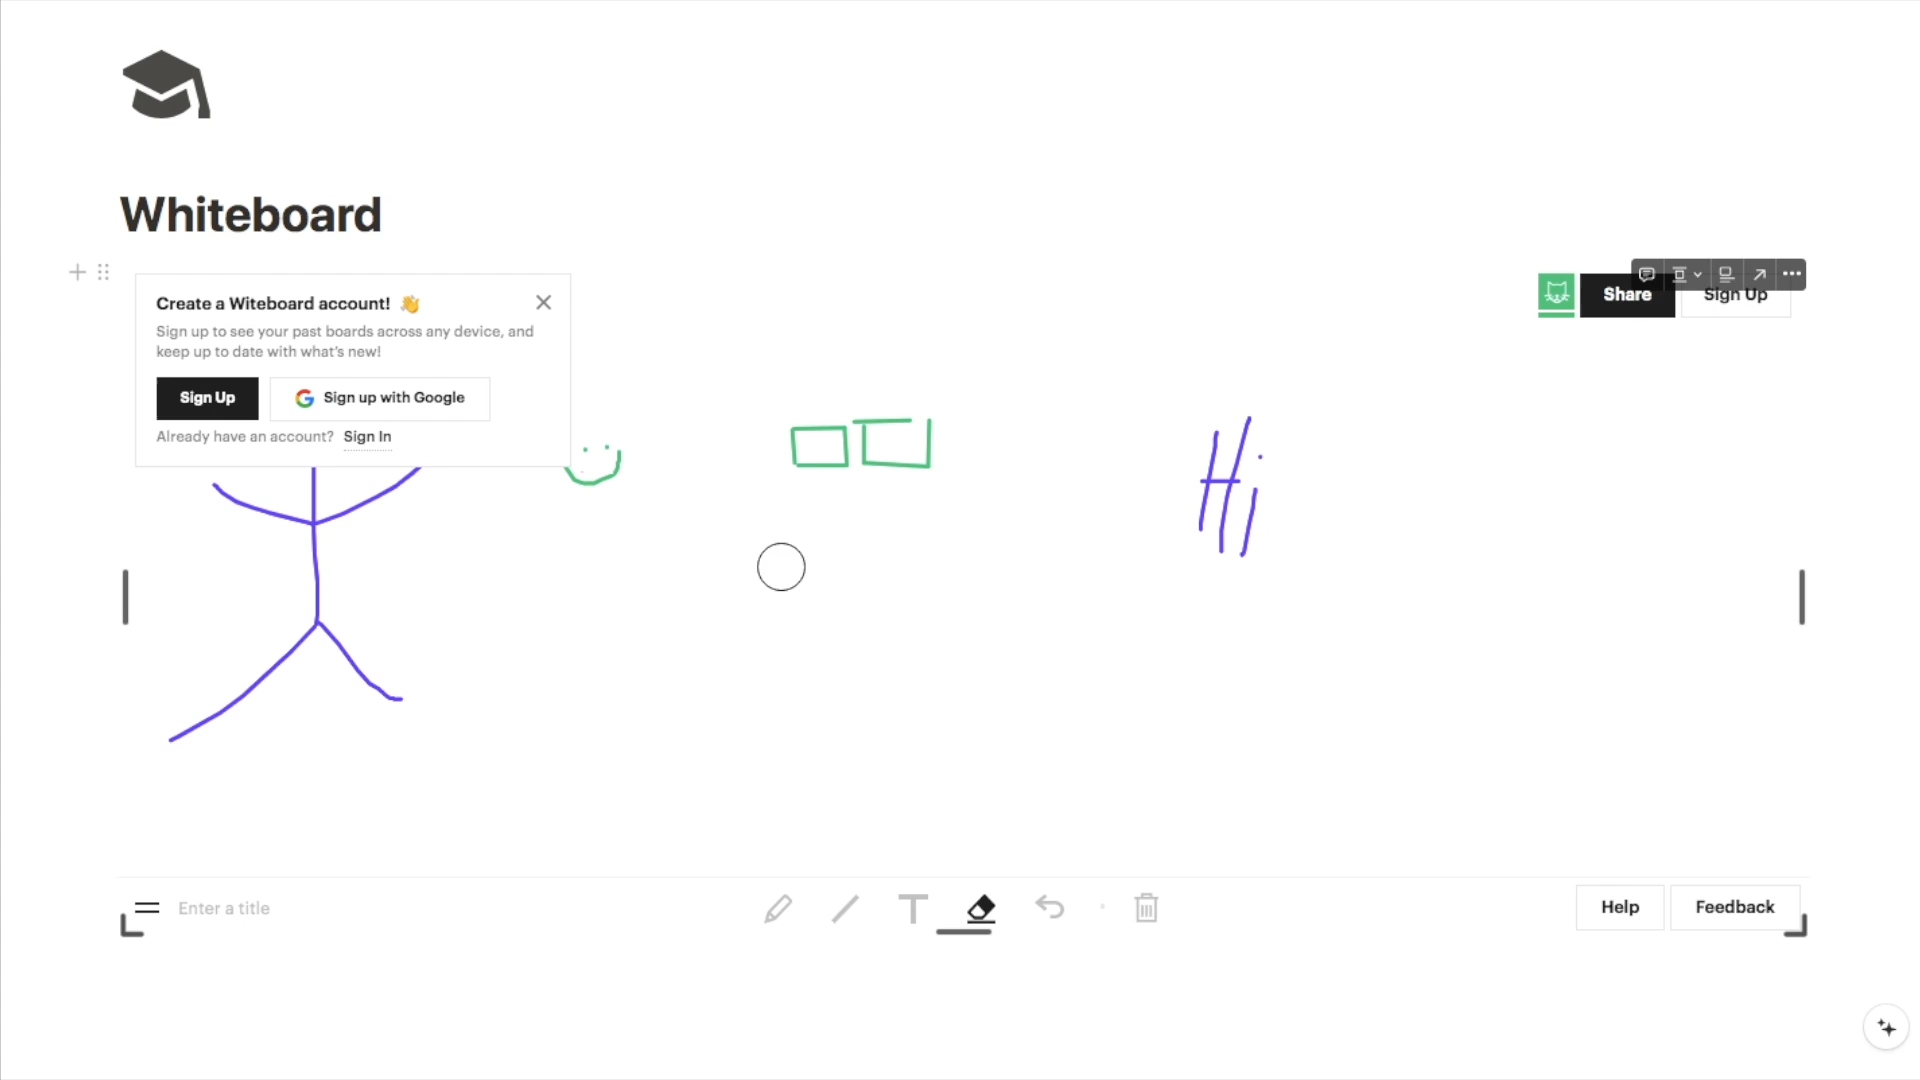 Whiteboard
Create a Witeboard account! 👋
Sign up to see your past boards across any device, and
keep up to date with what's new!
Sign Up
Sign up with Google
Already have an account? Sign In
Share
Sign Up
Hi
Enter a title
Help
Feedback